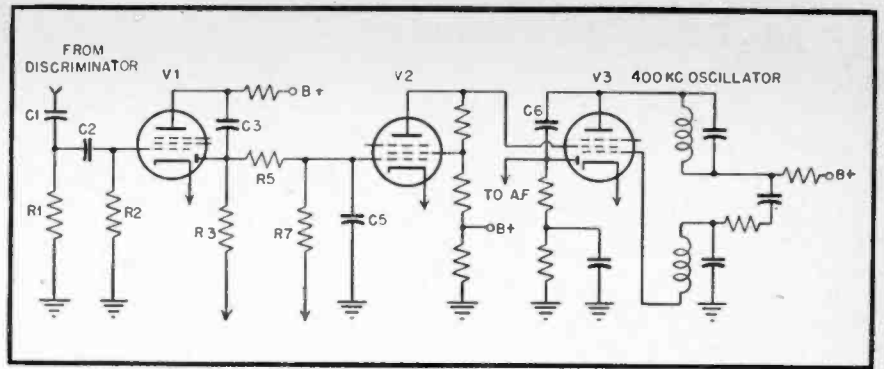 FROM
DISCRIMINATOR
V1
V2
V3
400 KC OSCILLATOR
B+
C1
C2
C3
C6
R5
TO AF
B+
R1
R2
R3
R7
C5
B+